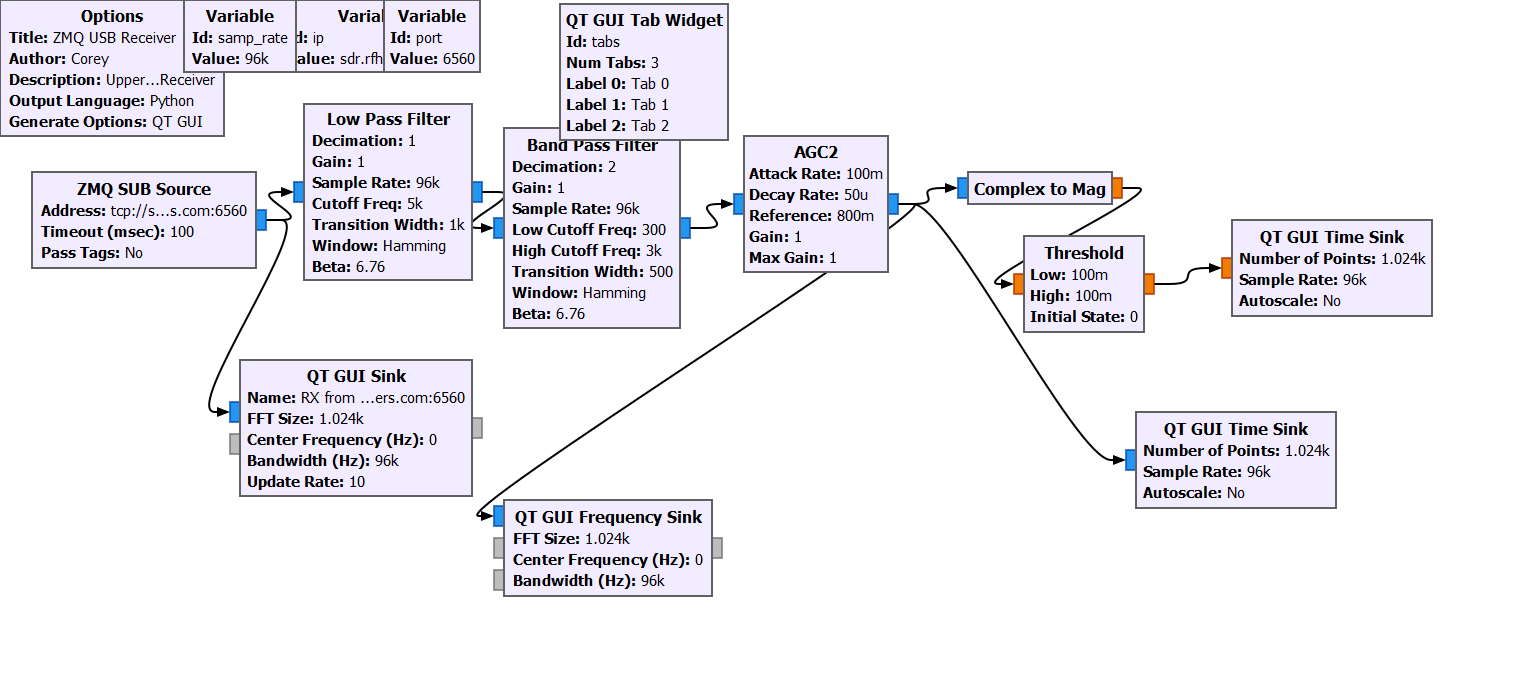 Options
Title: ZMQ USB Receiver
Author: Corey
Description: Upper...Receiver
Output Language: Python
Generate Options: QT GUI
Variable
Id: samp_rate
Value: 96k
Varia
d: ip
alue: sdr.rfh
Variable
Id: port
Value: 6560
QT GUI Tab Widget
Id: tabs
Num Tabs: 3
Label 0: Tab 0
Label 1: Tab 1
Label 2: Tab 2
ZMQ SUB Source
Address: tcp://s...s.com:6560
Timeout (msec): 100
Pass Tags: No
Low Pass Filter
Decimation: 1
Gain: 1
Sample Rate: 96k
Cutoff Freq: 5k
Transition Width: 1k
Window: Hamming
Beta: 6.76
Band Pass Filter
Decimation: 2
Gain: 1
Sample Rate: 96k
Low Cutoff Freq: 300
High Cutoff Freq: 3k
Transition Width: 500
Window: Hamming
Beta: 6.76
AGC2
Attack Rate: 100m
Decay Rate: 50u
Reference: 800m
Gain: 1
Max Gain: 1
Complex to Mag
Threshold
Low: 100m
High: 100m
Initial State: 0
QT GUI Time Sink
Number of Points: 1.024k
Sample Rate: 96k
Autoscale: No
QT GUI Sink
Name: RX from ...ers.com:6560
FFT Size: 1.024k
Center Frequency (Hz): 0
Bandwidth (Hz): 96k
Update Rate: 10
QT GUI Time Sink
Number of Points: 1.024k
Sample Rate: 96k
Autoscale: No
QT GUI Frequency Sink
FFT Size: 1.024k
Center Frequency (Hz): 0
Bandwidth (Hz): 96k